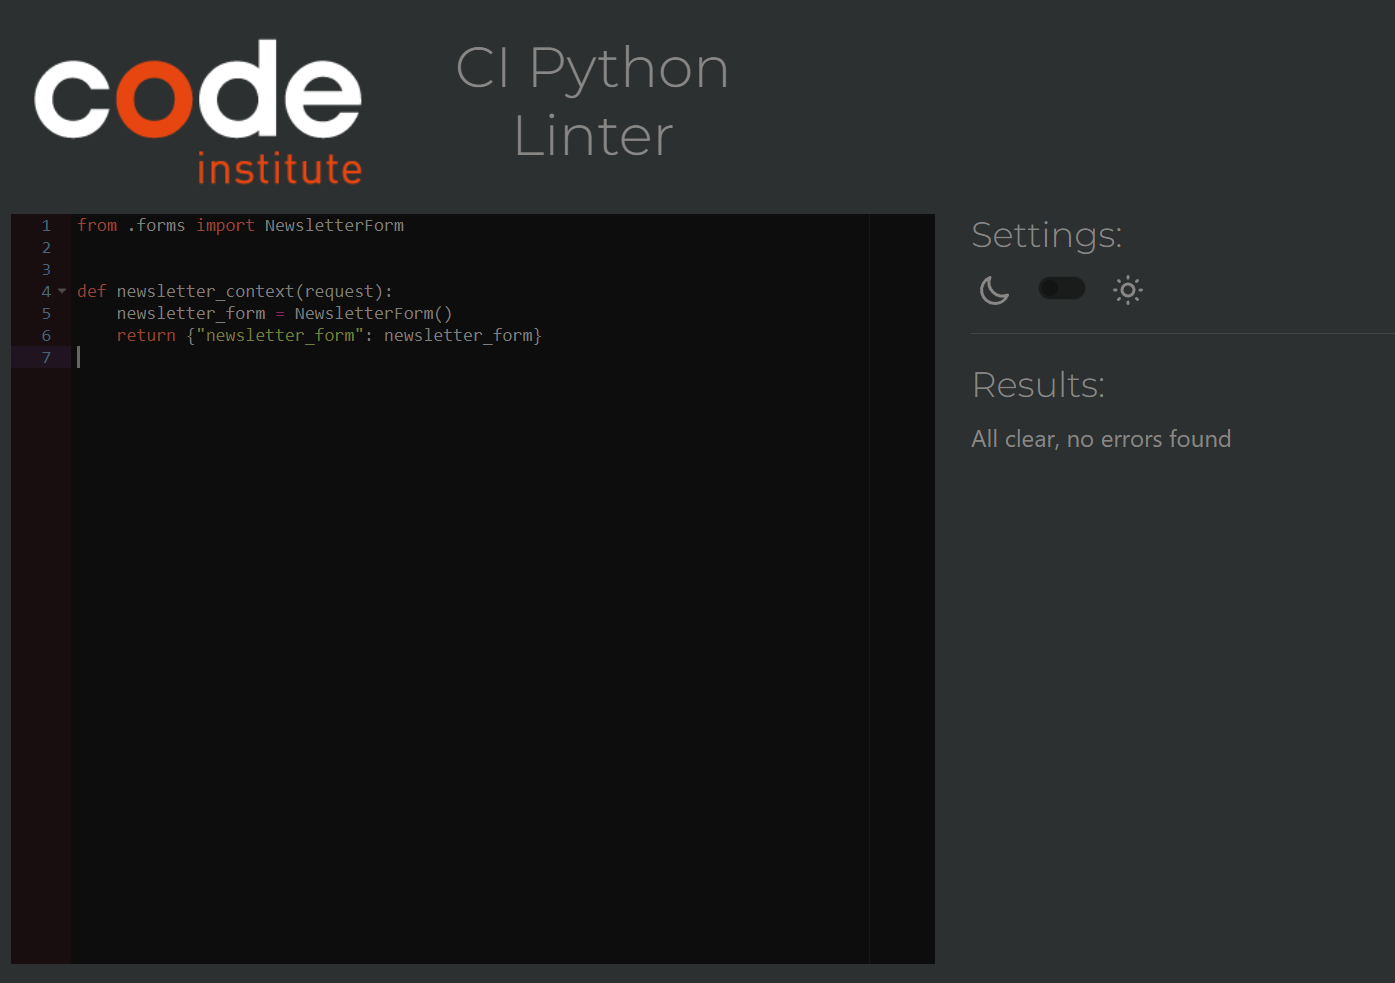 code
institute
CI Python
Linter
1 from .forms import NewsletterForm
2
3
4 def newsletter_context(request):
5     newsletter_form = NewsletterForm()
6     return {"newsletter_form": newsletter_form}
7
Settings:
Results:
All clear, no errors found